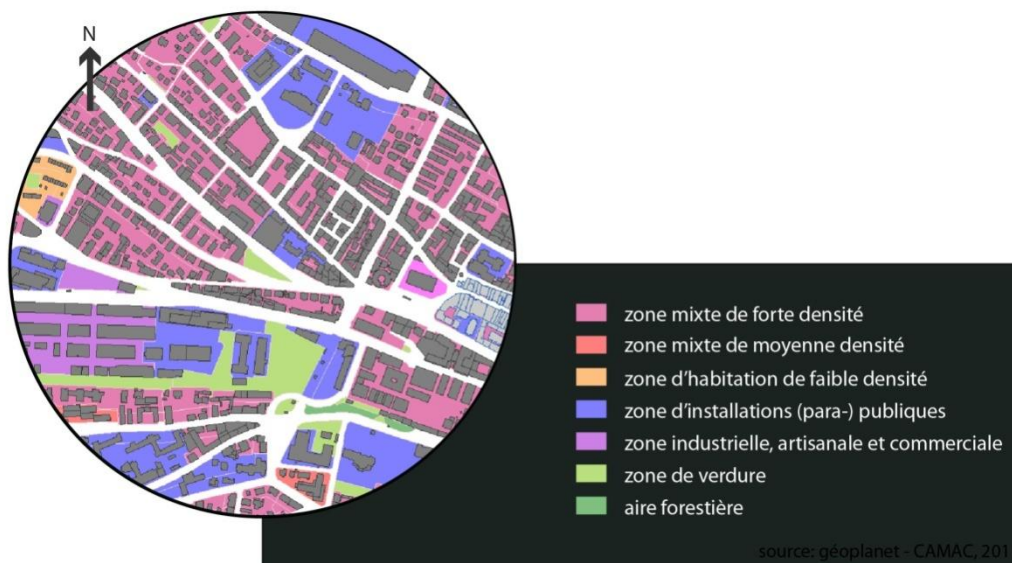 N
zone mixte de forte densité
zone mixte de moyenne densité
zone d'habitation de faible densité
zone d'installations (para-) publiques
zone industrielle, artisanale et commerciale
zone de verdure
aire forestière
source: géoplanet - CAMAC, 201